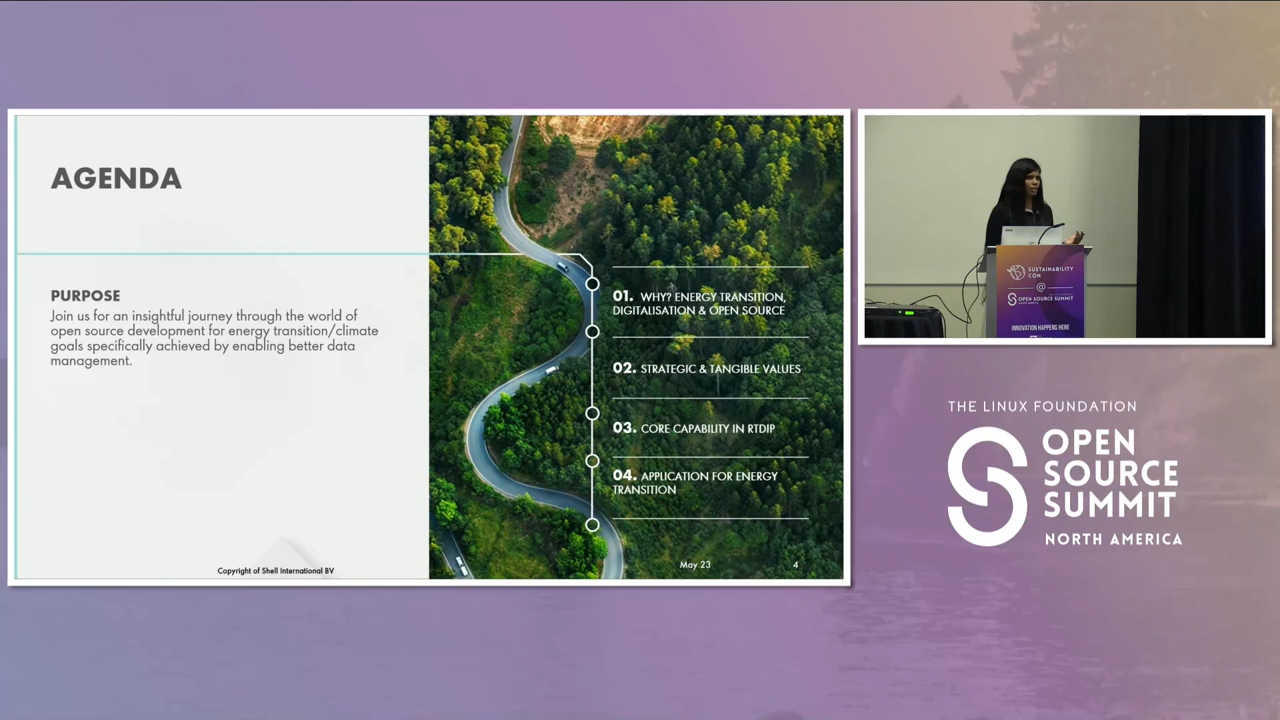 AGENDA
PURPOSE
Join us for an insightful journey through the world of
open source development for energy transition/climate
goals specifically achieved by enabling better data
management.
01. WHY? ENERGY TRANSITION,
DIGITALISATION & OPEN SOURCE
02. STRATEGIC & TANGIBLE VALUES
03. CORE CAPABILITY IN RTDIP
04. APPLICATION FOR ENERGY
TRANSITION
Copyright of Shell International BV
May 23
4
SUSTAINABILITY
CON
@
OPEN SOURCE SUMMIT
INNOVATION HAPPENS HERE
THE LINUX FOUNDATION
OPEN
SOURCE
SUMMIT
NORTH AMERICA